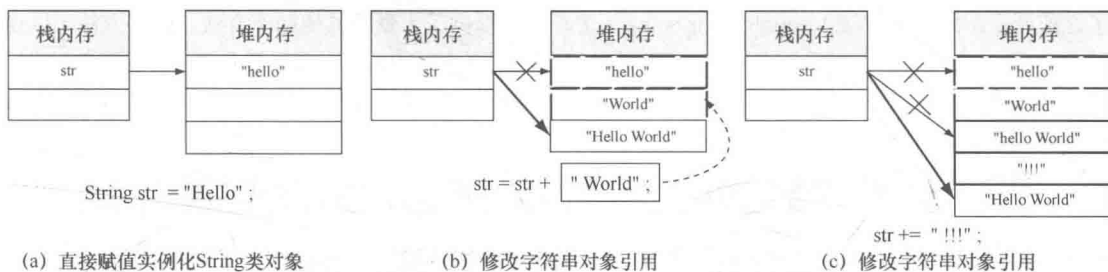 栈内存
堆内存
str
"hello"
String str = "Hello" ;
(a) 直接赋值实例化String类对象
栈内存
堆内存
str
"hello"
"World"
"Hello World"
str = str + " World" ;
(b) 修改字符串对象引用
栈内存
堆内存
str
"hello"
"World"
"hello World"
"!!!"
"Hello World"
str += " !!!" ;
(c) 修改字符串对象引用